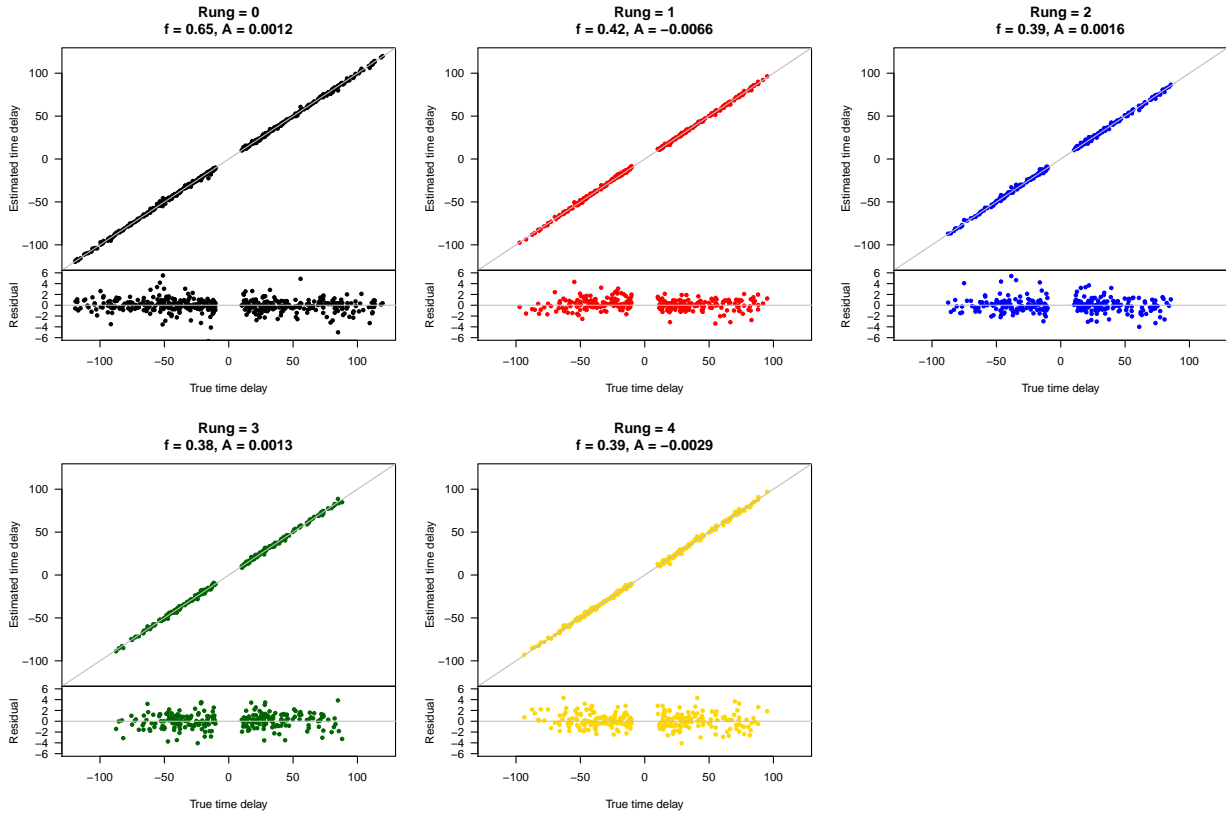 Rung = 0
f = 0.65, A = 0.0012
Estimated time delay
100
50
0
−50
−100
Residual
6
4
2
0
−2
−4
−6
−100 −50 0 50 100
True time delay
Rung = 1
f = 0.42, A = −0.0066
Estimated time delay
100
50
0
−50
−100
Residual
6
4
2
0
−2
−4
−6
−100 −50 0 50 100
True time delay
Rung = 2
f = 0.39, A = 0.0016
Estimated time delay
100
50
0
−50
−100
Residual
6
4
2
0
−2
−4
−6
−100 −50 0 50 100
True time delay
Rung = 3
f = 0.38, A = 0.0013
Estimated time delay
100
50
0
−50
−100
Residual
6
4
2
0
−2
−4
−6
−100 −50 0 50 100
True time delay
Rung = 4
f = 0.39, A = −0.0029
Estimated time delay
100
50
0
−50
−100
Residual
6
4
2
0
−2
−4
−6
−100 −50 0 50 100
True time delay